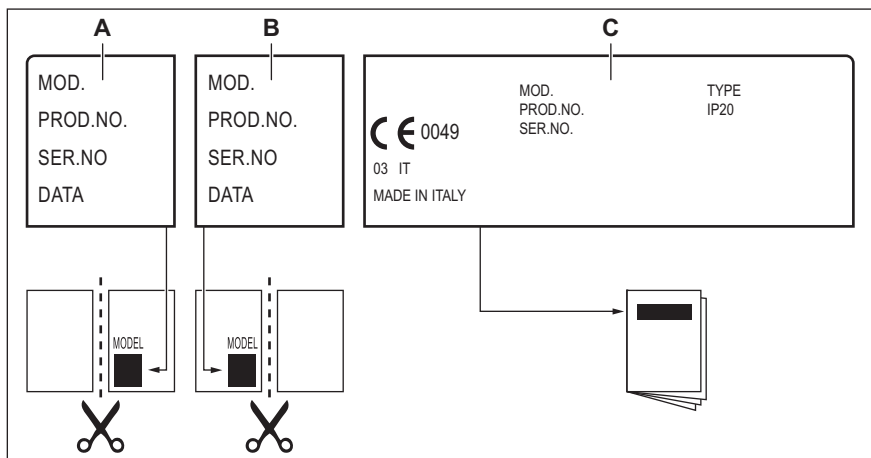 A
B
C
MOD.
PROD.NO.
SER.NO
DATA
MOD.
PROD.NO.
SER.NO
DATA
CE 0049
03 IT
MADE IN ITALY
MOD.
PROD.NO.
SER.NO.
TYPE
IP20
MODEL
MODEL